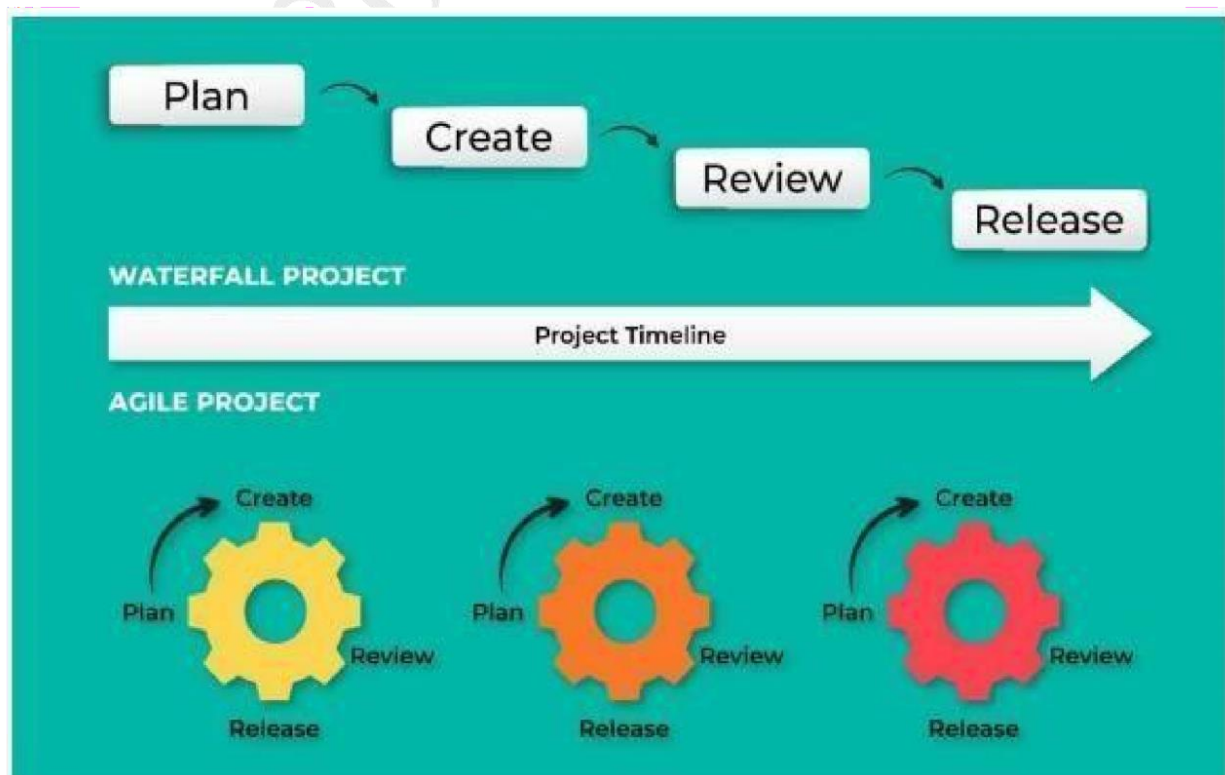 Plan
Create
Review
Release
WATERFALL PROJECT
Project Timeline
AGILE PROJECT
Create
Plan
Review
Release
Create
Plan
Review
Release
Create
Plan
Review
Release